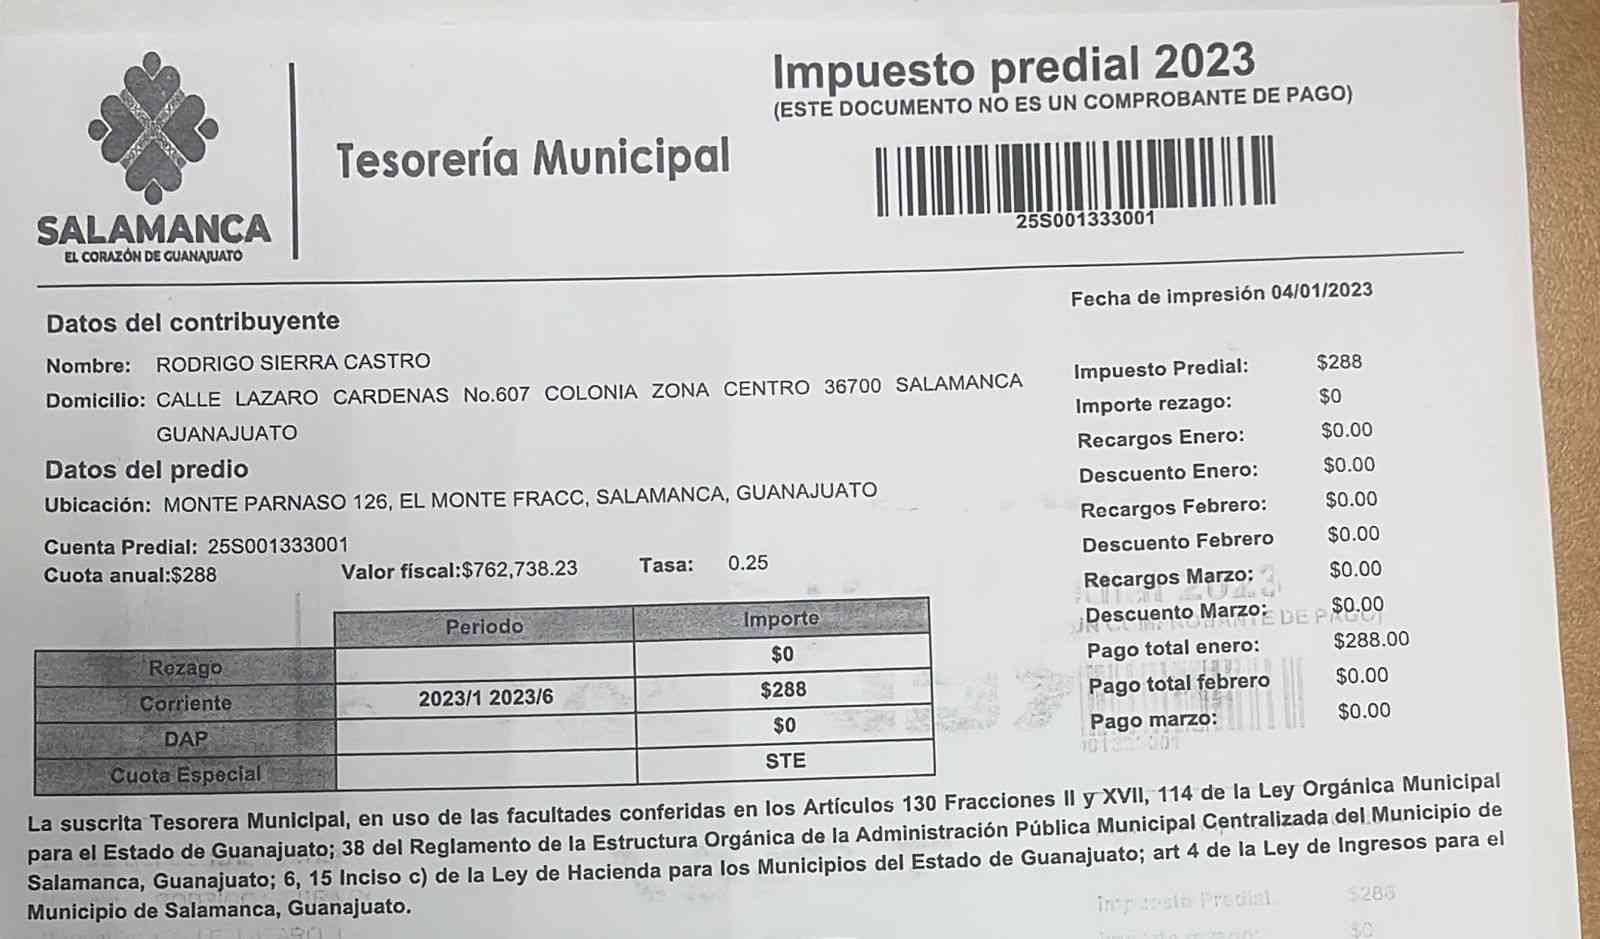 Impuesto predial 2023
(ESTE DOCUMENTO NO ES UN COMPROBANTE DE PAGO)
Tesorería Municipal
SALAMANCA
EL CORAZÓN DE GUANAJUATO
25S001333001
Fecha de impresión 04/01/2023
Datos del contribuyente
Nombre: RODRIGO SIERRA CASTRO
Domicilio: CALLE LAZARO CARDENAS No.607 COLONIA ZONA CENTRO 36700 SALAMANCA
GUANAJUATO
Datos del predio
Ubicación: MONTE PARNASO 126, EL MONTE FRACC, SALAMANCA, GUANAJUATO
Cuenta Predial: 25S001333001
Cuota anual:$288 Valor físcal:$762,738.23 Tasa: 0.25
Impuesto Predial: $288
Importe rezago: $0
Recargos Enero: $0.00
Descuento Enero: $0.00
Recargos Febrero: $0.00
Descuento Febrero $0.00
Recargos Marzo: $0.00
Descuento Marzo: $0.00
Pago total enero: $288.00
Pago total febrero $0.00
Pago marzo: $0.00
Periodo Importe
Rezago $0
Corriente 2023/1 2023/6 $288
DAP $0
Cuota Especial STE
La suscrita Tesorera Municipal, en uso de las facultades conferidas en los Artículos 130 Fracciones II y XVII, 114 de la Ley Orgánica Municipal
para el Estado de Guanajuato; 38 del Reglamento de la Estructura Orgánica de la Administración Pública Municipal Centralizada del Municipio de
Salamanca, Guanajuato; 6, 15 Inciso c) de la Ley de Hacienda para los Municipios del Estado de Guanajuato; art 4 de la Ley de Ingresos para el
Municipio de Salamanca, Guanajuato.
Impuesto Predial $288
$0